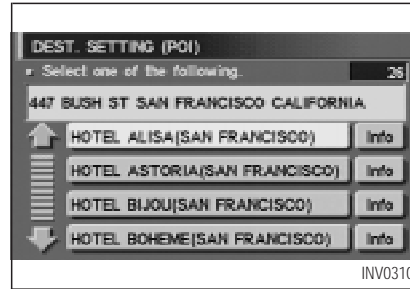 DEST. SETTING (POI)
Select one of the following. 26
447 BUSH ST SAN FRANCISCO CALIFORNIA
HOTEL ALISA(SAN FRANCISCO) Info
HOTEL ASTORIA(SAN FRANCISCO) Info
HOTEL BIJOU(SAN FRANCISCO) Info
HOTEL BOHEME(SAN FRANCISCO) Info
INV0310